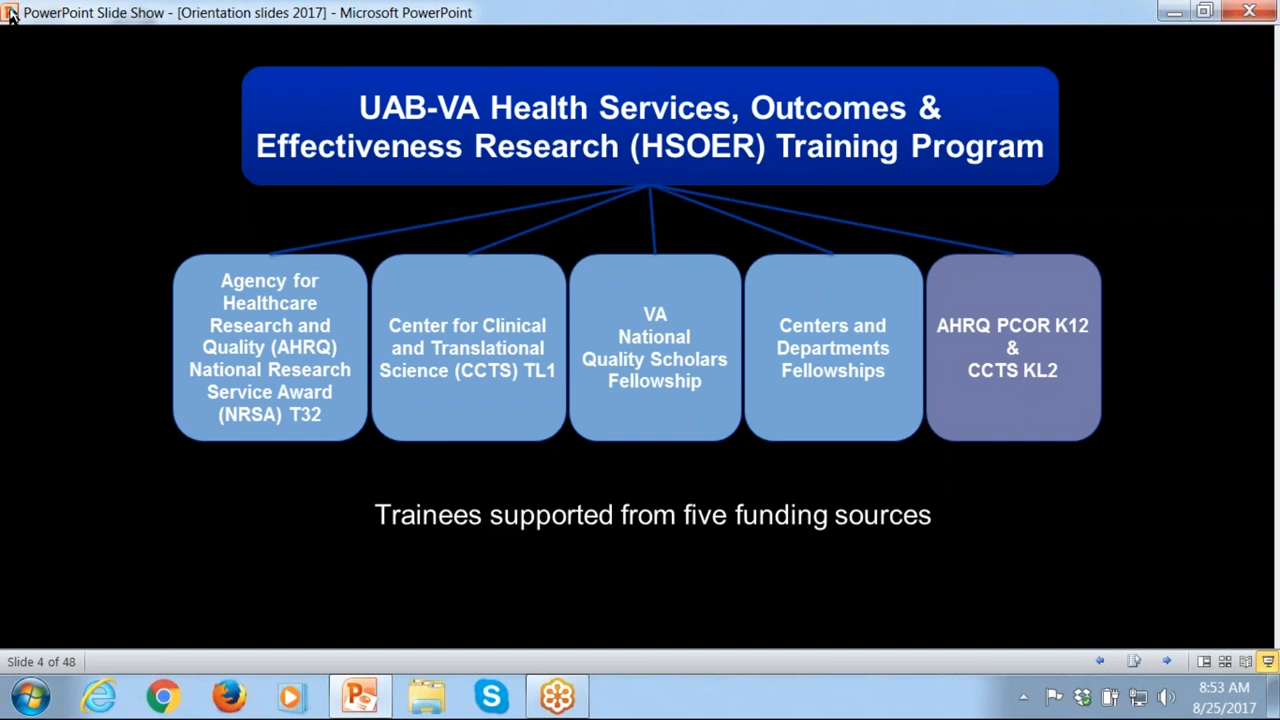 PowerPoint Slide Show - [Orientation slides 2017] - Microsoft PowerPoint
UAB-VA Health Services, Outcomes &
Effectiveness Research (HSOER) Training Program
Agency for
Healthcare
Research and
Quality (AHRQ)
National Research
Service Award
(NRSA) T32
Center for Clinical
and Translational
Science (CCTS) TL1
VA
National
Quality Scholars
Fellowship
Centers and
Departments
Fellowships
AHRQ PCOR K12
&
CCTS KL2
Trainees supported from five funding sources
Slide 4 of 48
8:53 AM
8/25/2017